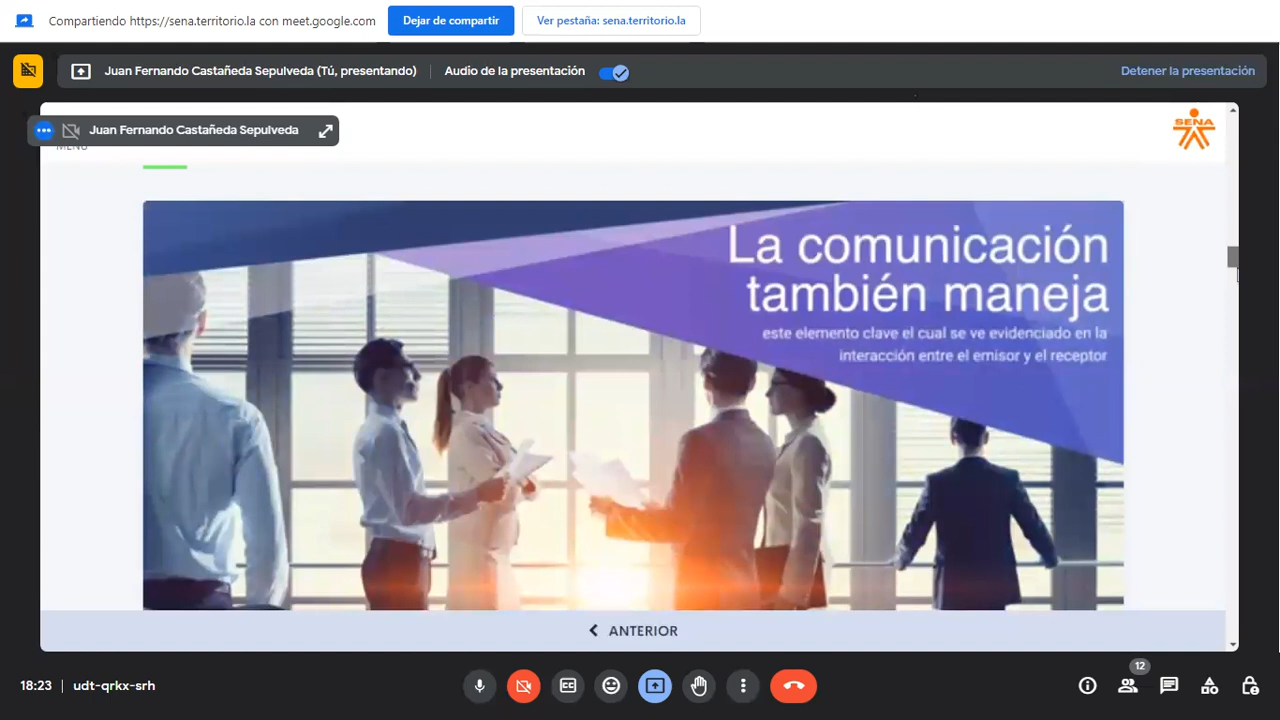 Compartiendo https://sena.territorio.la con meet.google.com
Dejar de compartir
Ver pestaña: sena.territorio.la
Juan Fernando Castañeda Sepulveda (Tú, presentando)
Audio de la presentación
Detener la presentación
Juan Fernando Castañeda Sepulveda
MENÚ
SENA
La comunicación
también maneja
este elemento clave el cual se ve evidenciado en la
interacción entre el emisor y el receptor
ANTERIOR
18:23
udt-qrkx-srh
12